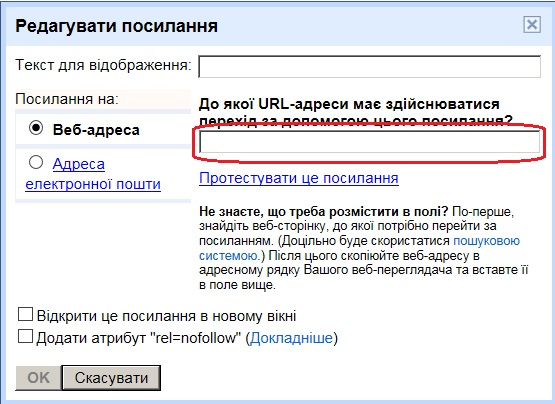 Редагувати посилання
Текст для відображення:
Посилання на:
Веб-адреса
Адреса
електронної пошти
До якої URL-адреси має здійснюватися
перехід за допомогою цього посилання?
Протестувати це посилання
Не знаєте, що треба розмістити в полі? По-перше,
знайдіть веб-сторінку, до якої потрібно перейти за
посиланням. (Доцільно буде скористатися пошуковою
системою.) Після цього скопіюйте веб-адресу в
адресному рядку Вашого веб-переглядача та вставте її
в поле вище.
Відкрити це посилання в новому вікні
Додати атрибут "rel=nofollow" (Докладніше)
OK Скасувати